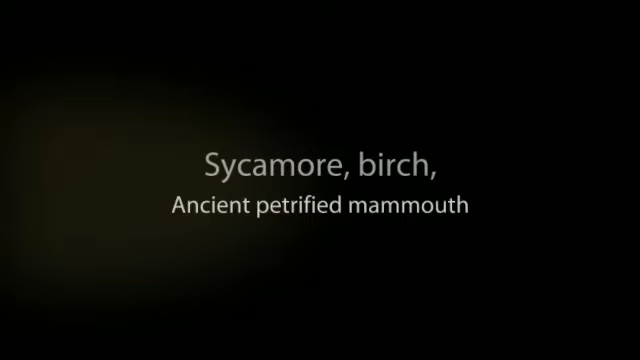 Sycamore, birch,
Ancient petrified mammouth